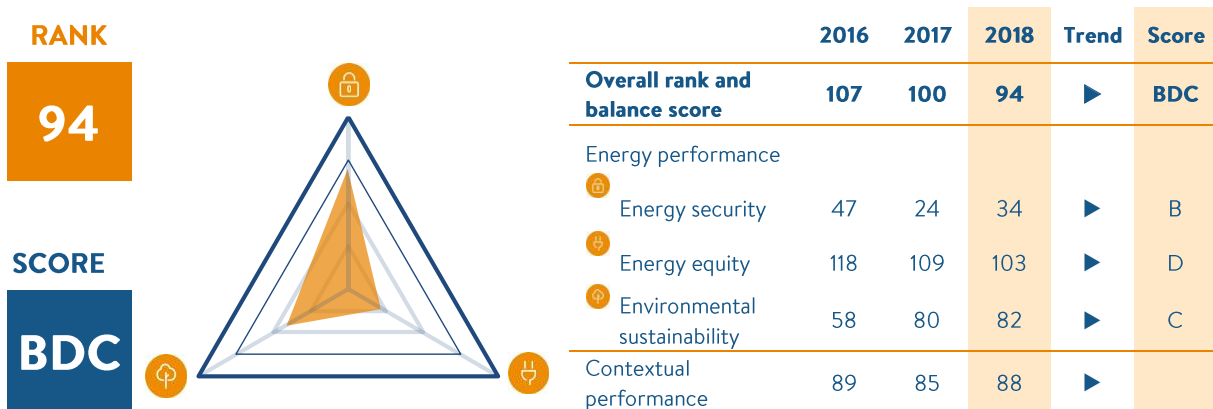 RANK
94
SCORE
BDC
2016 2017 2018 Trend Score
Overall rank and
balance score 107 100 94 BDC
Energy performance
Energy security 47 24 34 B
Energy equity 118 109 103 D
Environmental
sustainability 58 80 82 C
Contextual
performance 89 85 88